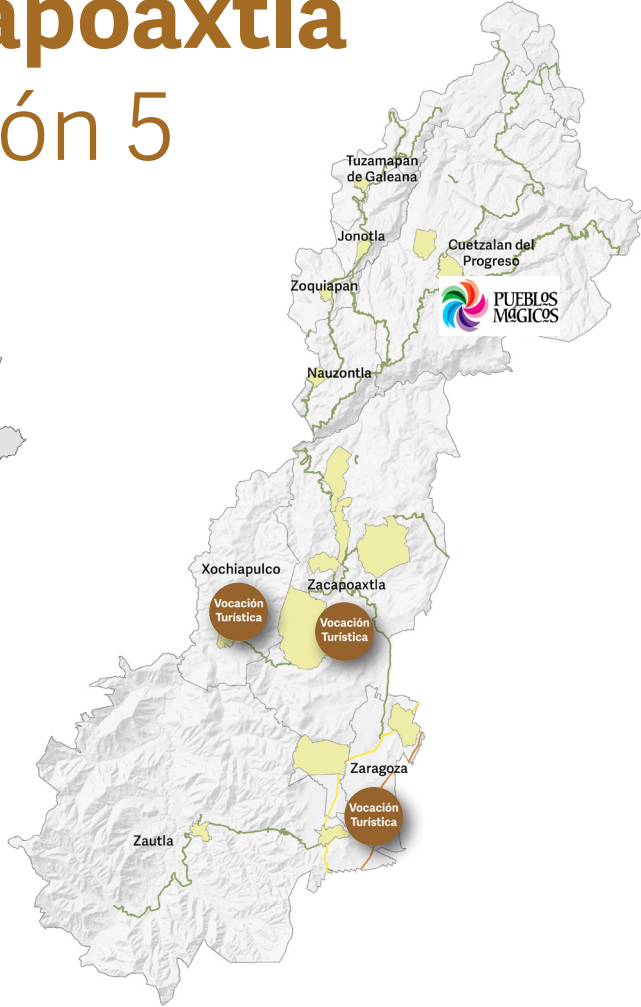 apoaxtla
ón 5
Tuzamapan
de Galeana
Jonotla
Cuetzalan del
Progreso
Zoquiapan
PUEBLOS
MáGICOS
Nauzontla
Xochiapulco
Zacapoaxtla
Vocación
Turística
Vocación
Turística
Zaragoza
Vocación
Turística
Zautla